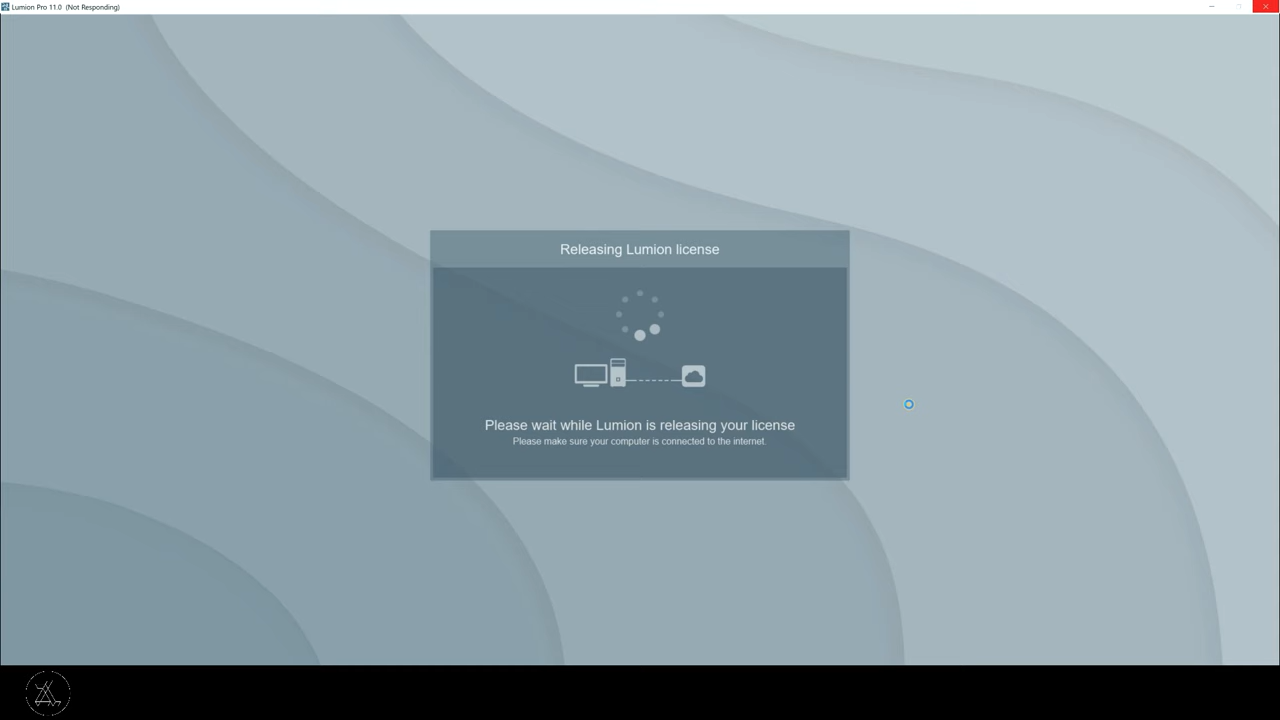 Lumion Pro 11.0 (Not Responding)
Releasing Lumion license
Please wait while Lumion is releasing your license
Please make sure your computer is connected to the internet.